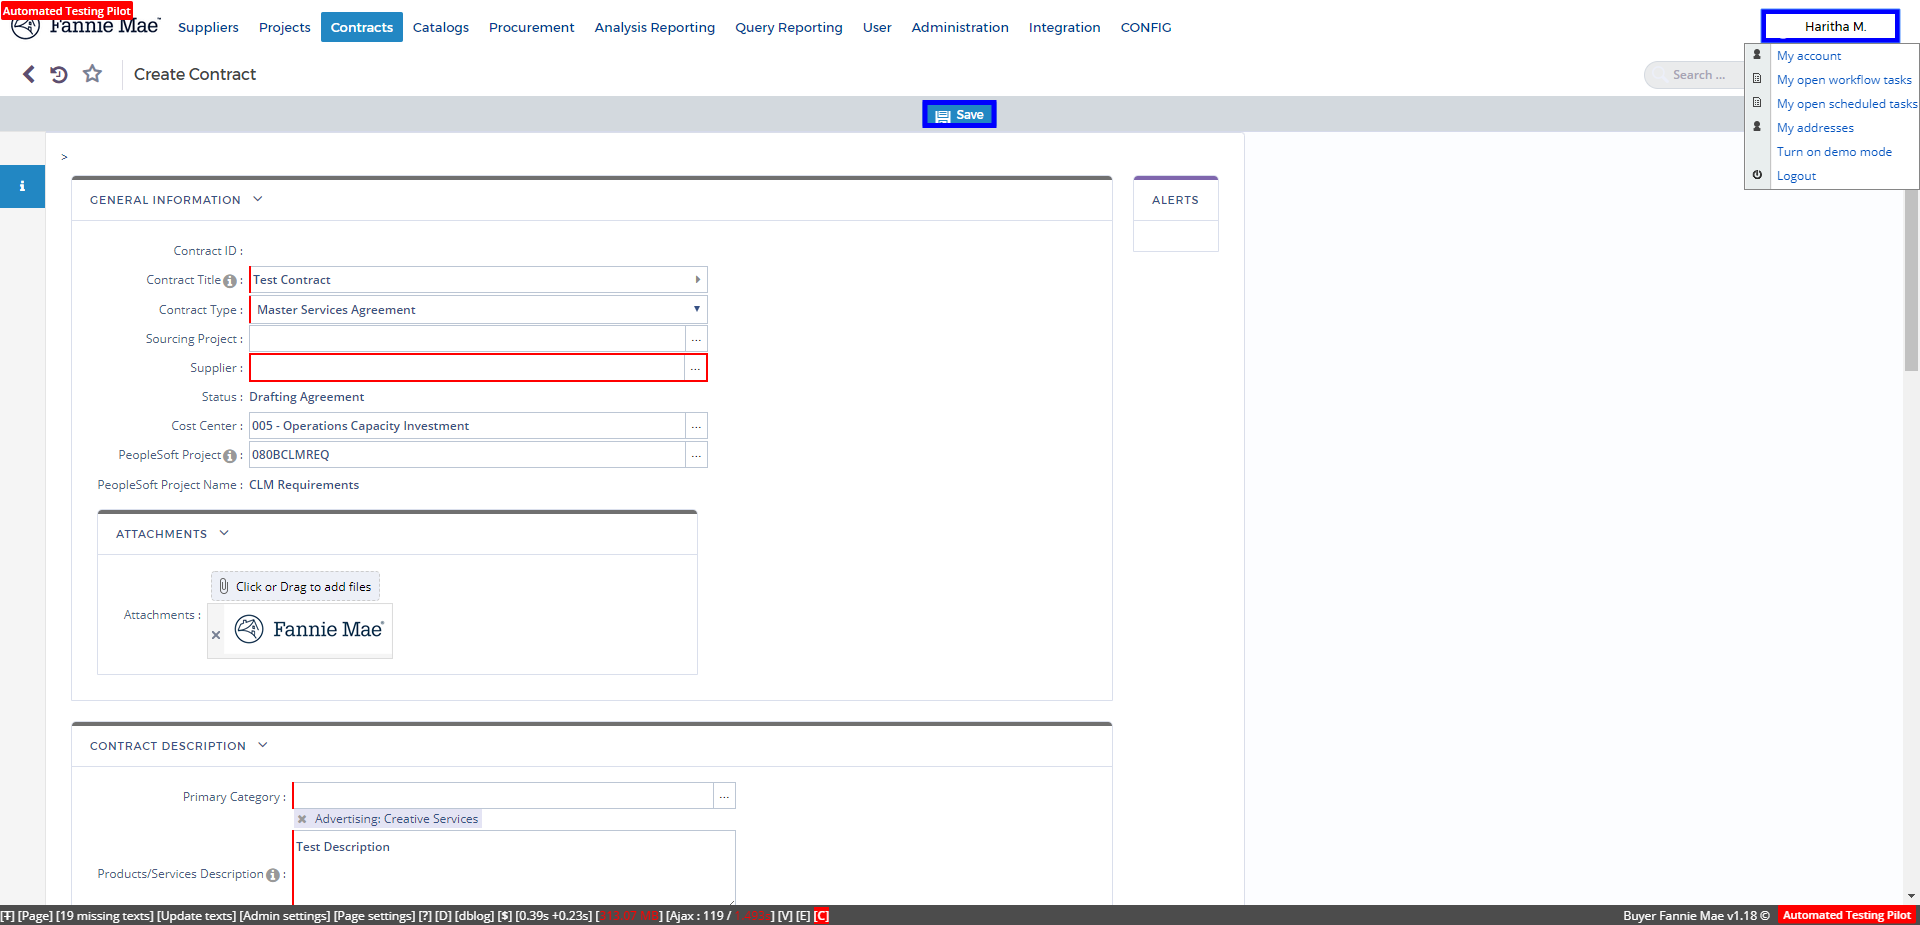 Automated Testing Pilot
Fannie Mae
Suppliers Projects Contracts Catalogs Procurement Analysis Reporting Query Reporting User Administration Integration CONFIG
Haritha M.
My account
My open workflow tasks
My open scheduled tasks
My addresses
Turn on demo mode
Logout
Create Contract
Search ...
Save
>
GENERAL INFORMATION
ALERTS
Contract ID :
Contract Title : Test Contract
Contract Type : Master Services Agreement
Sourcing Project : ...
Supplier : ...
Status : Drafting Agreement
Cost Center : 005 - Operations Capacity Investment ...
PeopleSoft Project : 080BCLMREQ ...
PeopleSoft Project Name : CLM Requirements
ATTACHMENTS
Click or Drag to add files
Attachments :
Fannie Mae
CONTRACT DESCRIPTION
Primary Category : ...
Advertising: Creative Services
Test Description
Products/Services Description :
[T] [Page] [19 missing texts] [Update texts] [Admin settings] [Page settings] [?] [D] [dblog] [$] [0.39s +0.23s] [Ajax : 119 / ] [V] [E] [C]
Buyer Fannie Mae v1.18 © Automated Testing Pilot